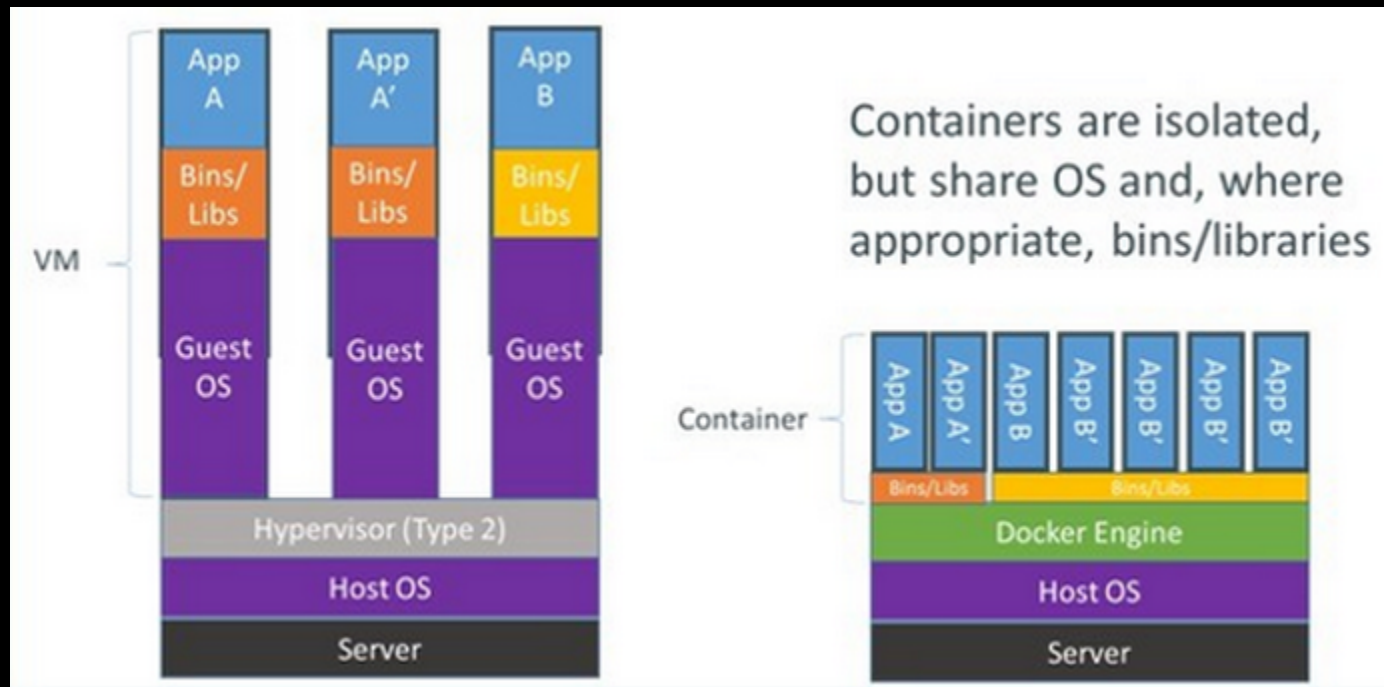 App
A
Bins/
Libs
Guest
OS
App
A'
Bins/
Libs
Guest
OS
App
B
Bins/
Libs
Guest
OS
VM
Hypervisor (Type 2)
Host OS
Server
Containers are isolated,
but share OS and, where
appropriate, bins/libraries
Container
App A
App A'
App B
App B'
App B'
App B'
App B'
Bins/Libs
Bins/Libs
Docker Engine
Host OS
Server